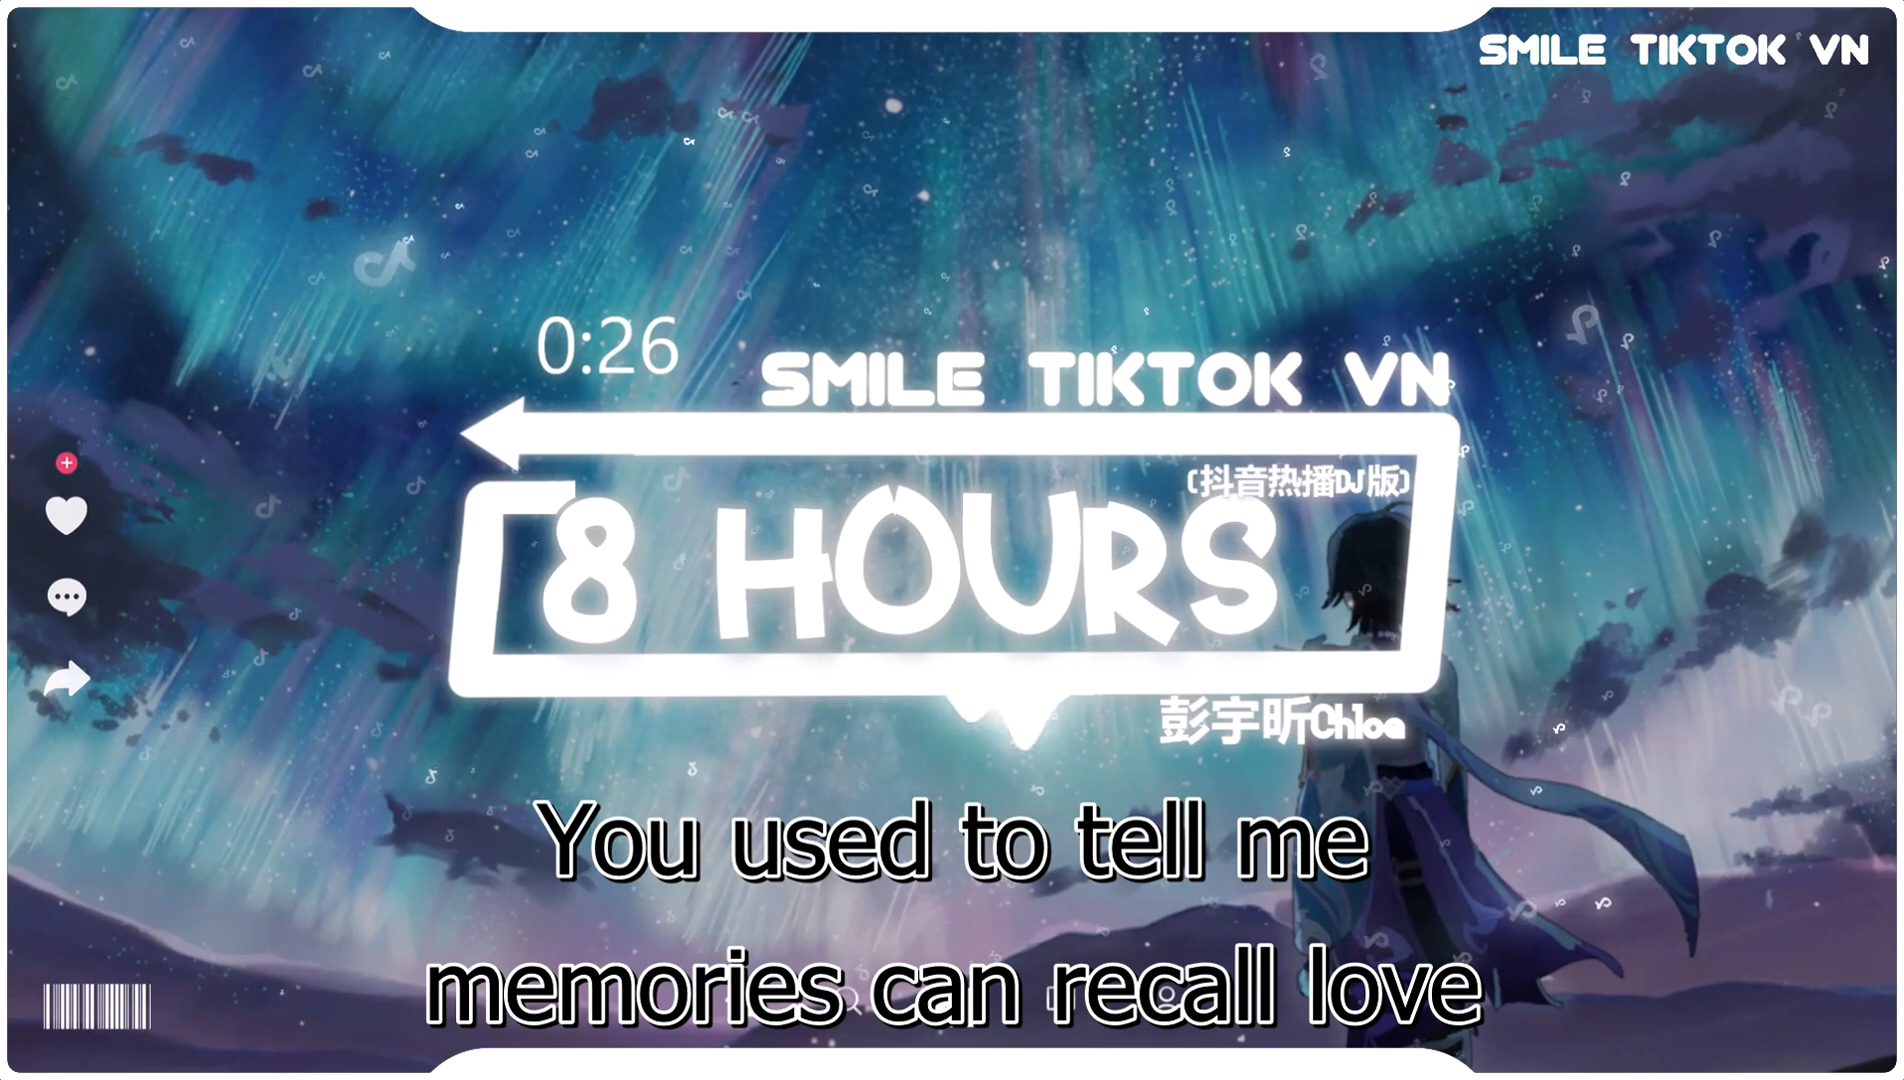 SMILE TIKTOK VN
0:26
SMILE TIKTOK VN
(抖音热播DJ版)
8 HOURS
彭宇昕Chloe
You used to tell me
memories can recall love